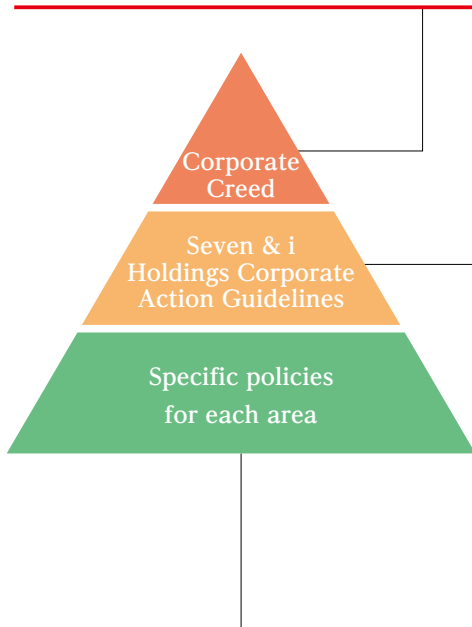 Corporate
Creed
Seven & i
Holdings Corporate
Action Guidelines
Specific policies
for each area